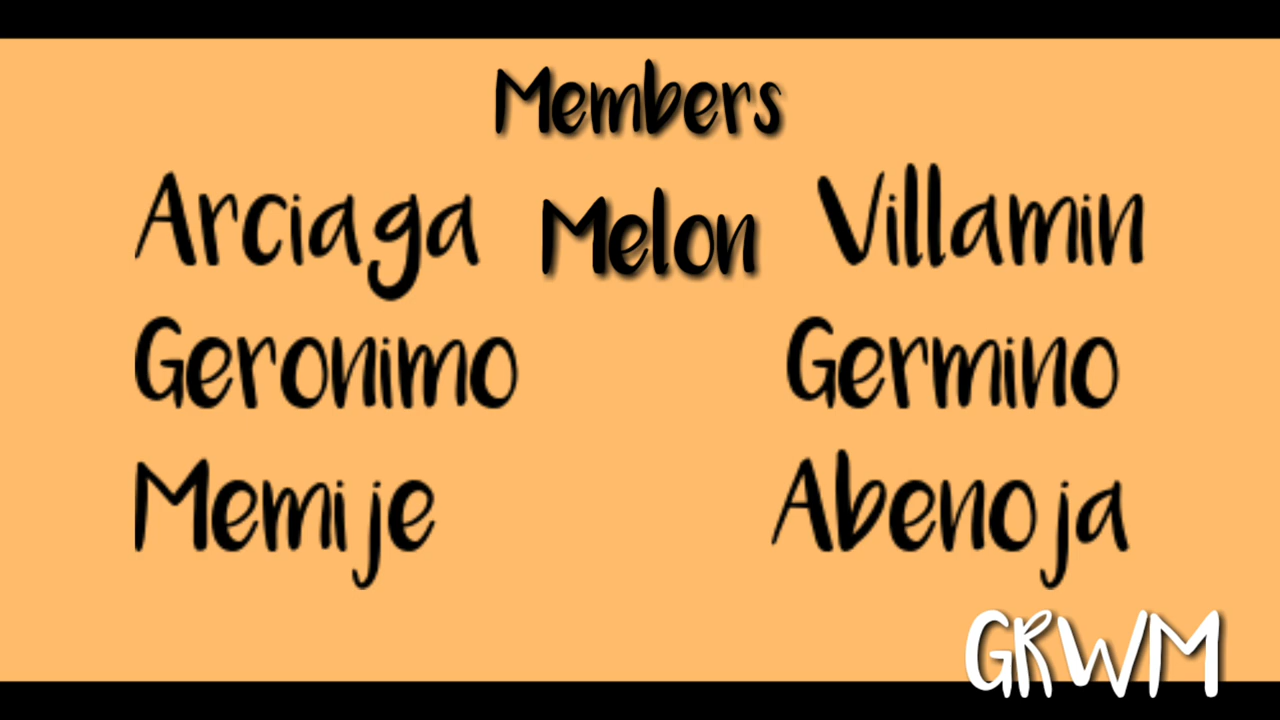 Members
Arciaga Melon Villamin
Geronimo Germino
Memije Abenoja
GRWM